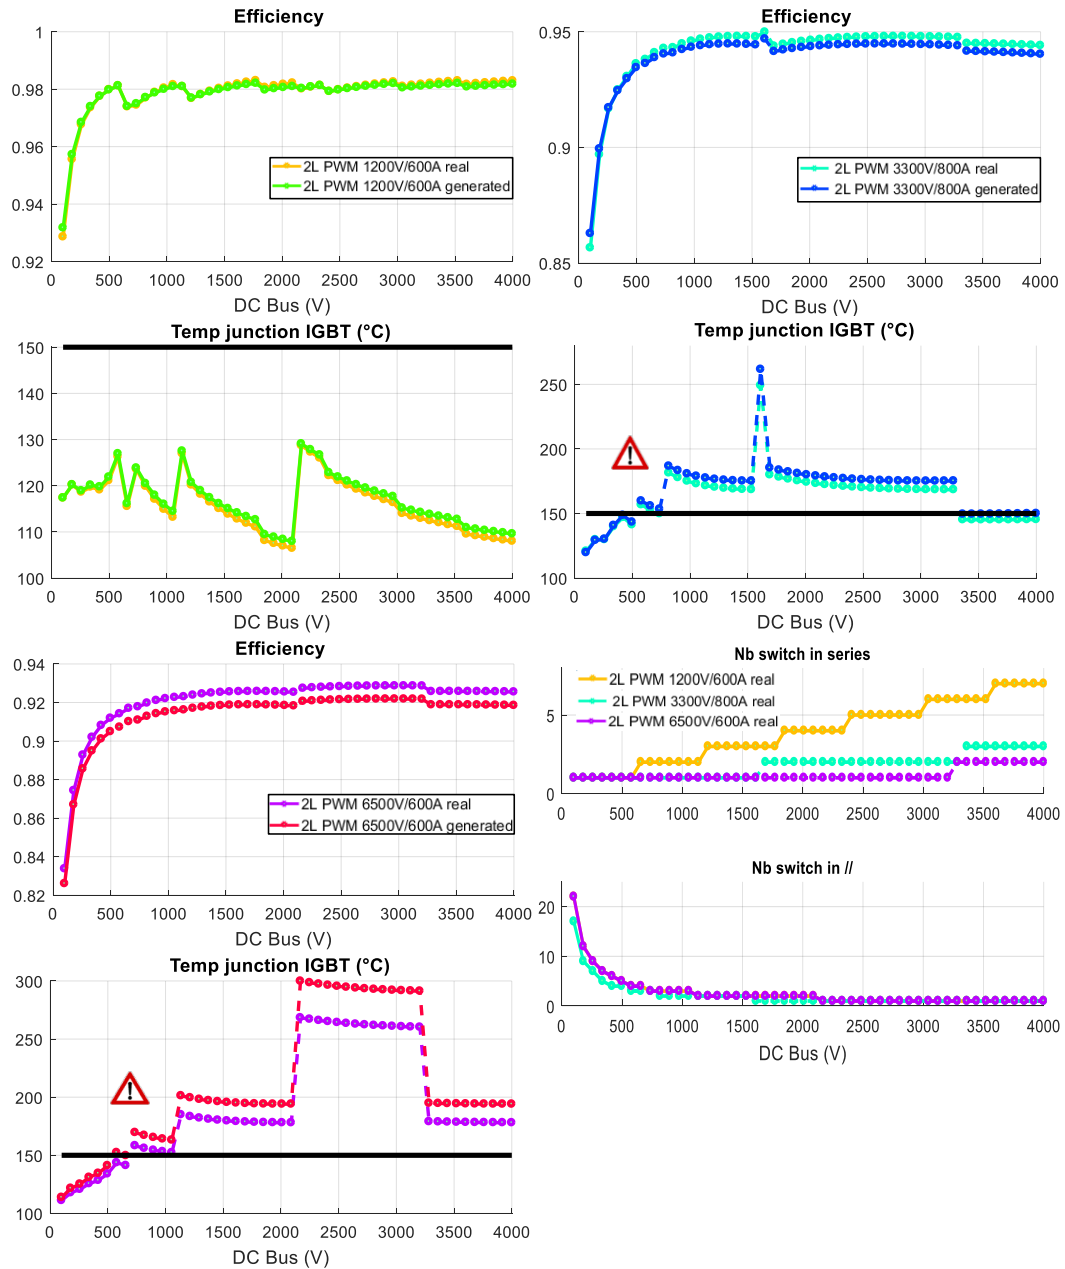 Efficiency
1
0.98
0.96
0.94
0.92
0 500 1000 1500 2000 2500 3000 3500 4000
DC Bus (V)
2L PWM 1200V/600A real
2L PWM 1200V/600A generated
Efficiency
0.95
0.9
0.85
0 500 1000 1500 2000 2500 3000 3500 4000
DC Bus (V)
2L PWM 3300V/800A real
2L PWM 3300V/800A generated
Temp junction IGBT (°C)
150
140
130
120
110
100
0 500 1000 1500 2000 2500 3000 3500 4000
DC Bus (V)
Temp junction IGBT (°C)
250
200
150
100
!
0 500 1000 1500 2000 2500 3000 3500 4000
DC Bus (V)
Efficiency
0.94
0.92
0.9
0.88
0.86
0.84
0.82
0 500 1000 1500 2000 2500 3000 3500 4000
DC Bus (V)
2L PWM 6500V/600A real
2L PWM 6500V/600A generated
Nb switch in series
2L PWM 1200V/600A real
2L PWM 3300V/800A real
2L PWM 6500V/600A real
5
0
0 500 1000 1500 2000 2500 3000 3500 4000
Nb switch in //
20
10
0
0 500 1000 1500 2000 2500 3000 3500 4000
DC Bus (V)
Temp junction IGBT (°C)
300
250
200
150
100
!
0 500 1000 1500 2000 2500 3000 3500 4000
DC Bus (V)